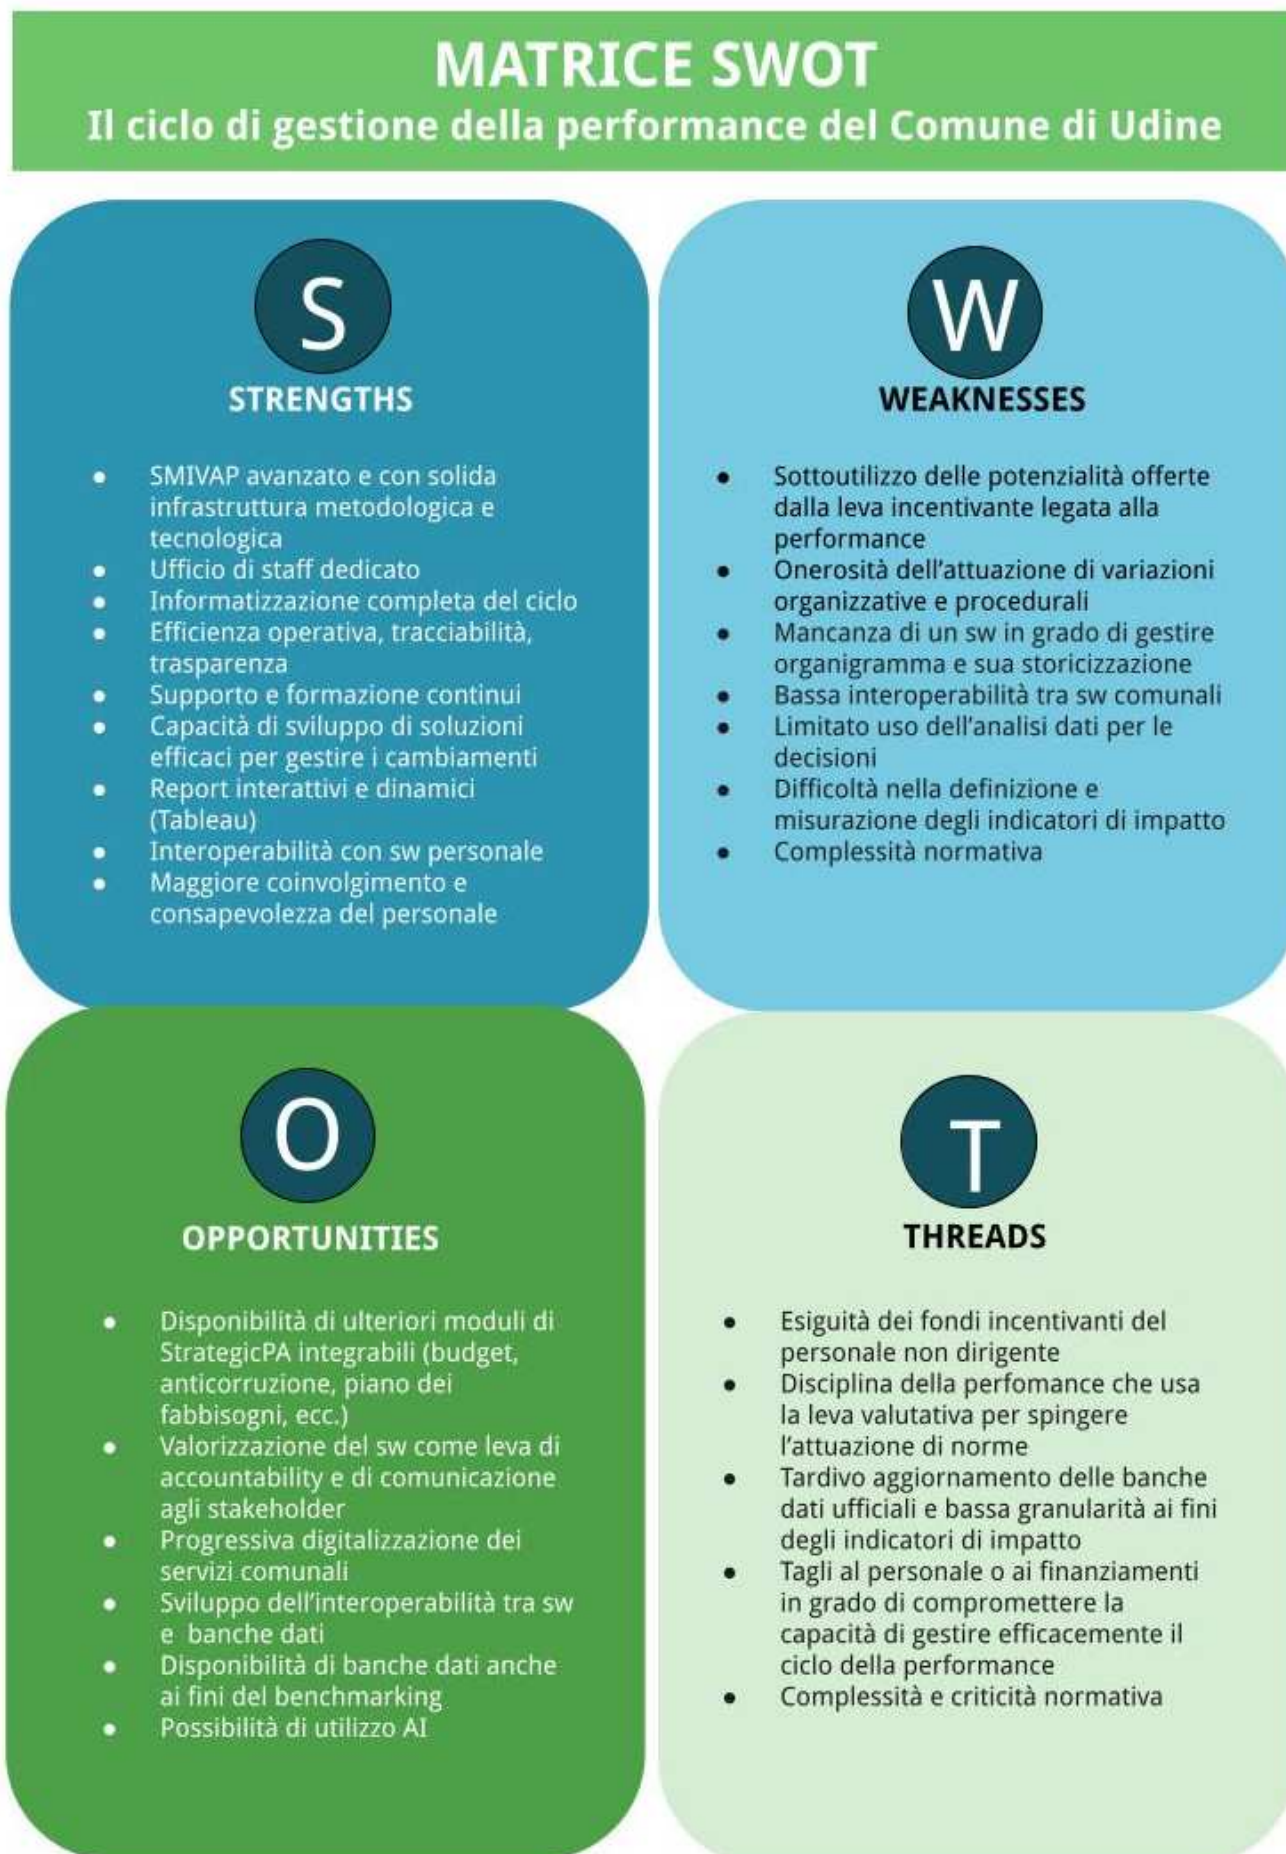 MATRICE SWOT
Il ciclo di gestione della performance del Comune di Udine
S
STRENGTHS
● SMIVAP avanzato e con solida
infrastruttura metodologica e
tecnologica
● Ufficio di staff dedicato
● Informatizzazione completa del ciclo
● Efficienza operativa, tracciabilità,
trasparenza
● Supporto e formazione continui
● Capacità di sviluppo di soluzioni
efficaci per gestire i cambiamenti
● Report interattivi e dinamici
(Tableau)
● Interoperabilità con sw personale
● Maggiore coinvolgimento e
consapevolezza del personale
W
WEAKNESSES
● Sottoutilizzo delle potenzialità offerte
dalla leva incentivante legata alla
performance
● Onerosità dell'attuazione di variazioni
organizzative e procedurali
● Mancanza di un sw in grado di gestire
organigramma e sua storicizzazione
● Bassa interoperabilità tra sw comunali
● Limitato uso dell'analisi dati per le
decisioni
● Difficoltà nella definizione e
misurazione degli indicatori di impatto
● Complessità normativa
O
OPPORTUNITIES
● Disponibilità di ulteriori moduli di
StrategicPA integrabili (budget,
anticorruzione, piano dei
fabbisogni, ecc.)
● Valorizzazione del sw come leva di
accountability e di comunicazione
agli stakeholder
● Progressiva digitalizzazione dei
servizi comunali
● Sviluppo dell'interoperabilità tra sw
e banche dati
● Disponibilità di banche dati anche
ai fini del benchmarking
● Possibilità di utilizzo AI
T
THREADS
● Esiguità dei fondi incentivanti del
personale non dirigente
● Disciplina della perfomance che usa
la leva valutativa per spingere
l'attuazione di norme
● Tardivo aggiornamento delle banche
dati ufficiali e bassa granularità ai fini
degli indicatori di impatto
● Tagli al personale o ai finanziamenti
in grado di compromettere la
capacità di gestire efficacemente il
ciclo della performance
● Complessità e criticità normativa